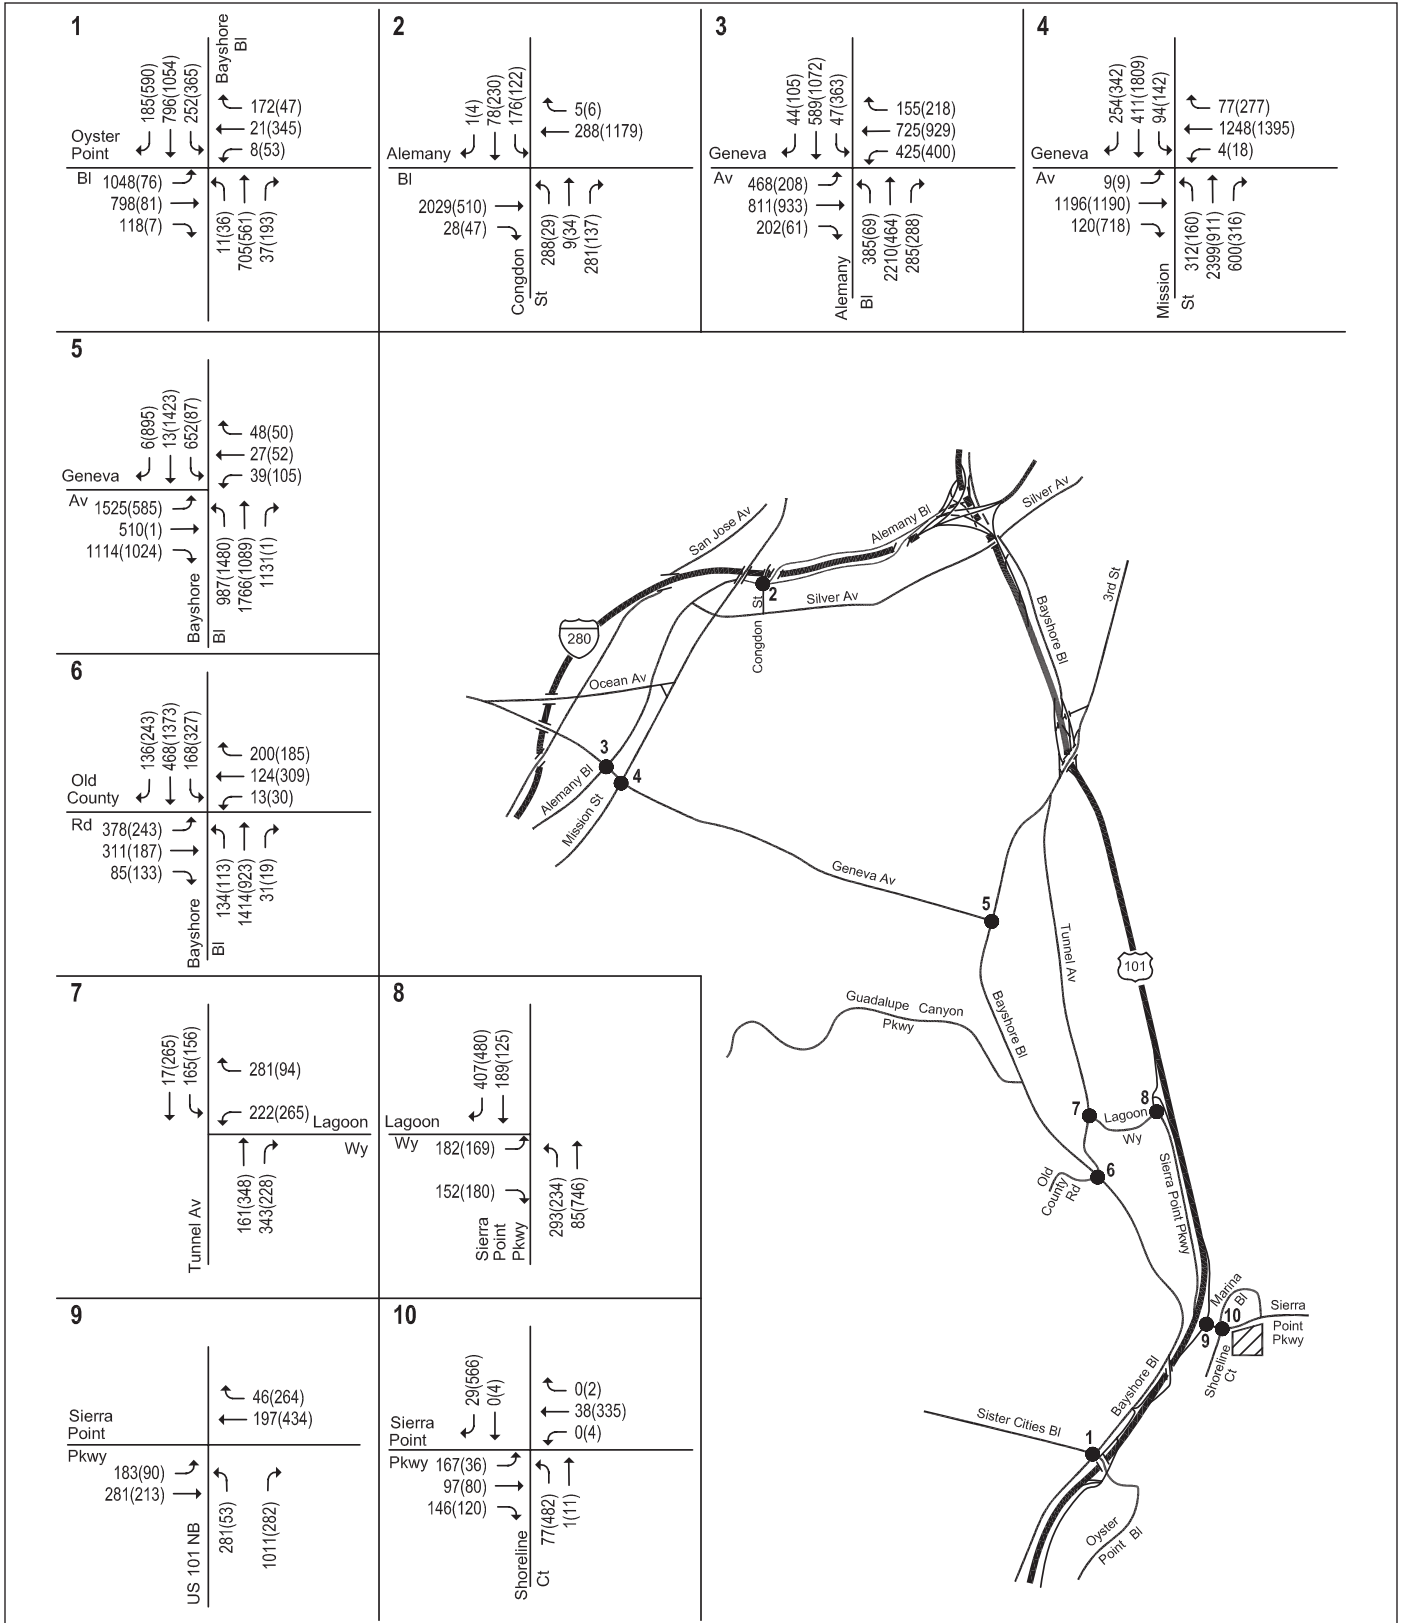 1
Bayshore
Bl
185(590)
796(1054)
252(365)
172(47)
21(345)
8(53)
Oyster
Point
Bl
1048(76)
798(81)
118(7)
11(36)
705(561)
37(193)
2
1(4)
78(230)
176(122)
5(6)
288(1179)
Alemany
Bl
2029(510)
28(47)
288(29)
9(34)
281(137)
Congdon
St
3
44(105)
589(1072)
47(363)
155(218)
725(929)
425(400)
Geneva
Av
468(208)
811(933)
202(61)
385(69)
2210(464)
285(288)
Alemany
Bl
4
254(342)
411(1809)
94(142)
77(277)
1248(1395)
4(18)
Geneva
Av
9(9)
1196(1190)
120(718)
312(160)
2399(911)
600(316)
Mission
St
5
6(895)
13(1423)
652(87)
48(50)
27(52)
39(105)
Geneva
Av
1525(585)
510(1)
1114(1024)
987(1480)
1766(1089)
1131(1)
Bayshore
Bl
6
136(243)
468(1373)
168(327)
200(185)
124(309)
13(30)
Old
County
Rd
378(243)
311(187)
85(133)
134(113)
1414(923)
31(19)
Bayshore
Bl
7
17(265)
165(156)
281(94)
222(265)
Lagoon
Wy
161(348)
343(228)
Tunnel Av
8
407(480)
189(125)
Lagoon
Wy
182(169)
152(180)
293(234)
85(746)
Sierra
Point
Pkwy
9
46(264)
197(434)
Sierra
Point
Pkwy
183(90)
281(213)
281(53)
1011(282)
US 101 NB
10
29(566)
0(4)
0(2)
38(335)
0(4)
Sierra
Point
Pkwy
167(36)
97(80)
146(120)
77(482)
1(11)
Shoreline
Ct
San Jose Av
Alemany Bl
Silver Av
2
Silver Av
Congdon St
3rd St
Bayshore Bl
280
Ocean Av
3
4
Alemany Bl
Mission St
Geneva Av
5
Tunnel Av
101
Guadalupe Canyon
Pkwy
Bayshore Bl
7
Lagoon
Wy
8
6
Old
County
Rd
Sierra Point Pkwy
Marina
Bl
10
9
Sierra
Point
Pkwy
Shoreline
Ct
Bayshore Bl
Sister Cities Bl
1
Oyster
Point Bl